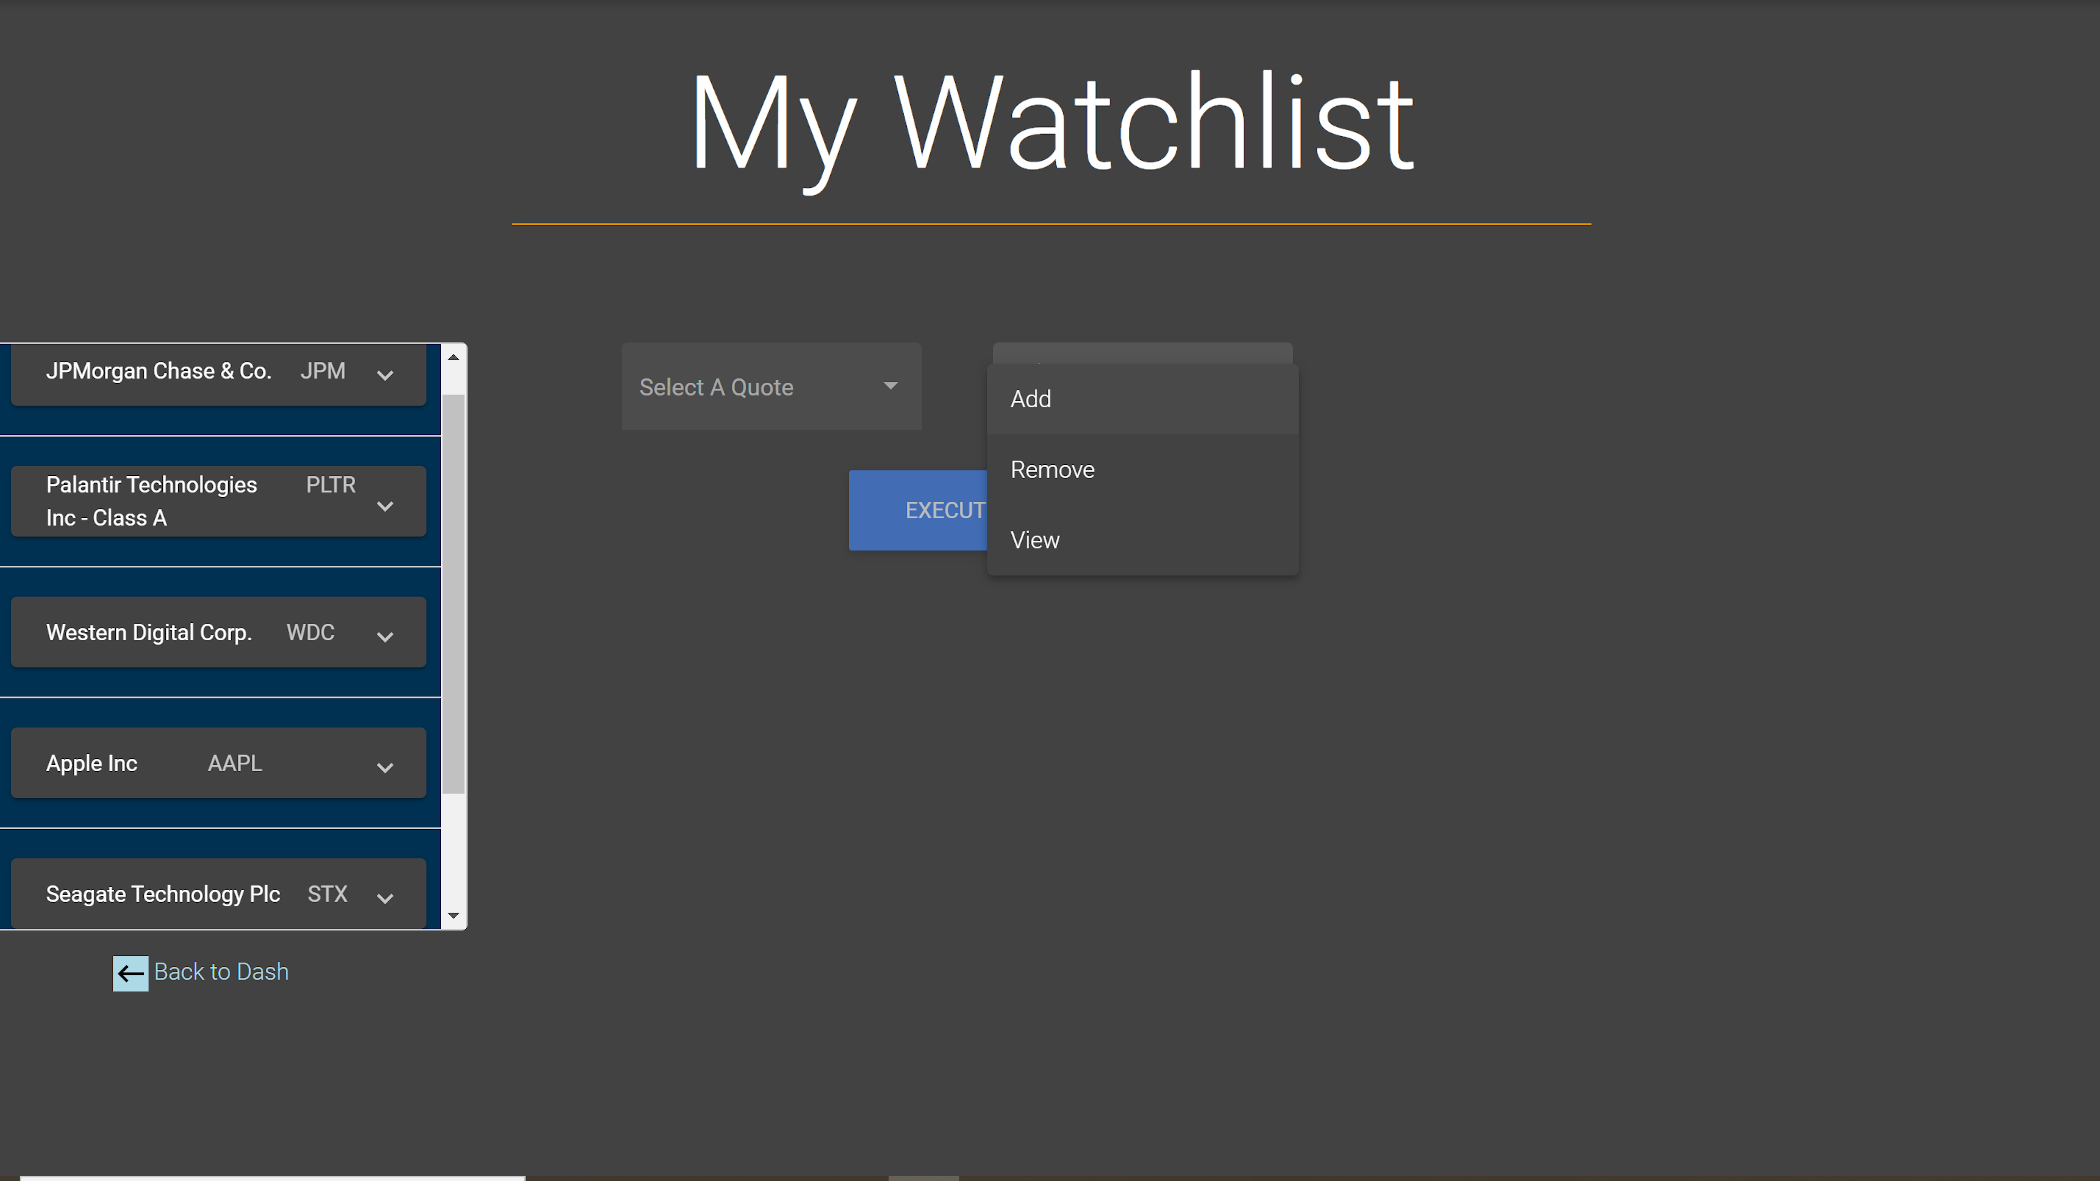 My Watchlist
JPMorgan Chase & Co. JPM
Palantir Technologies PLTR
Inc - Class A
Western Digital Corp. WDC
Apple Inc AAPL
Seagate Technology Plc STX
Back to Dash
Select A Quote
Add
Remove
View
EXECUT